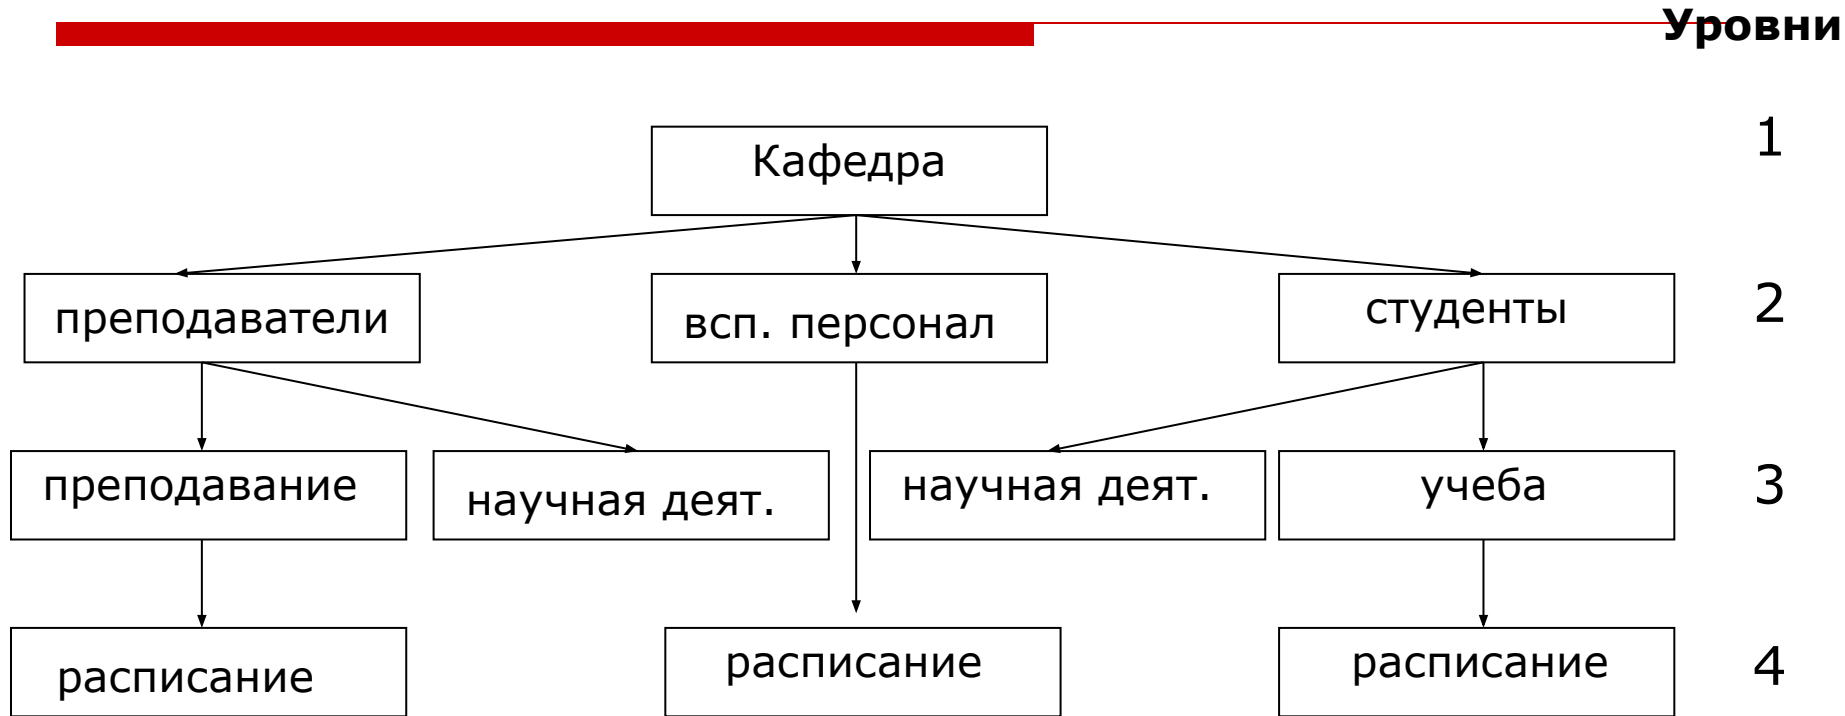 Уровни
Кафедра
1
преподаватели
всп. персонал
студенты
2
преподавание
научная деят.
научная деят.
учеба
3
расписание
расписание
расписание
4